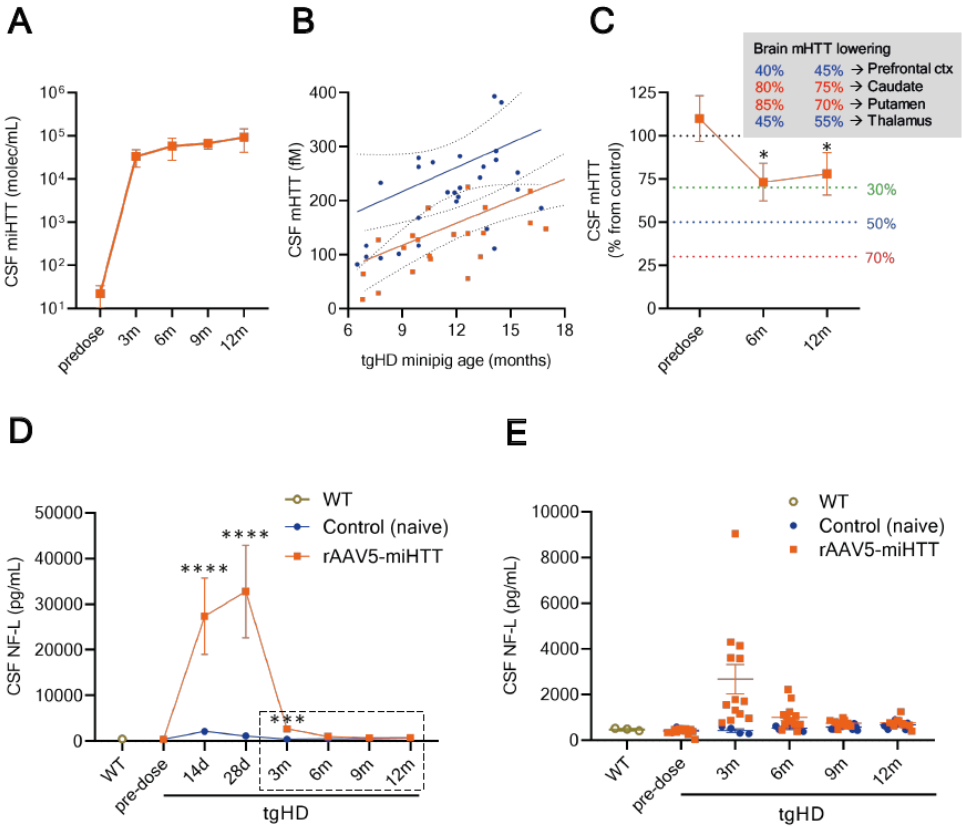 A
CSF miHTT (molec/mL)
10^6
10^5
10^4
10^3
10^2
10^1
predose
3m
6m
9m
12m
B
CSF mHTT (fM)
400
300
200
100
0
6
9
12
15
18
tgHD minipig age (months)
C
Brain mHTT lowering
40% 45% → Prefrontal ctx
80% 75% → Caudate
85% 70% → Putamen
45% 55% → Thalamus
CSF mHTT
(% from control)
125
100
75
50
25
0
*
*
30%
50%
70%
predose
6m
12m
D
WT
Control (naive)
rAAV5-miHTT
CSF NF-L (pg/mL)
50000
40000
30000
20000
10000
0
****
****
***
WT
pre-dose
14d
28d
3m
6m
9m
12m
tgHD
E
WT
Control (naive)
rAAV5-miHTT
CSF NF-L (pg/mL)
10000
8000
6000
4000
2000
0
WT
pre-dose
3m
6m
9m
12m
tgHD